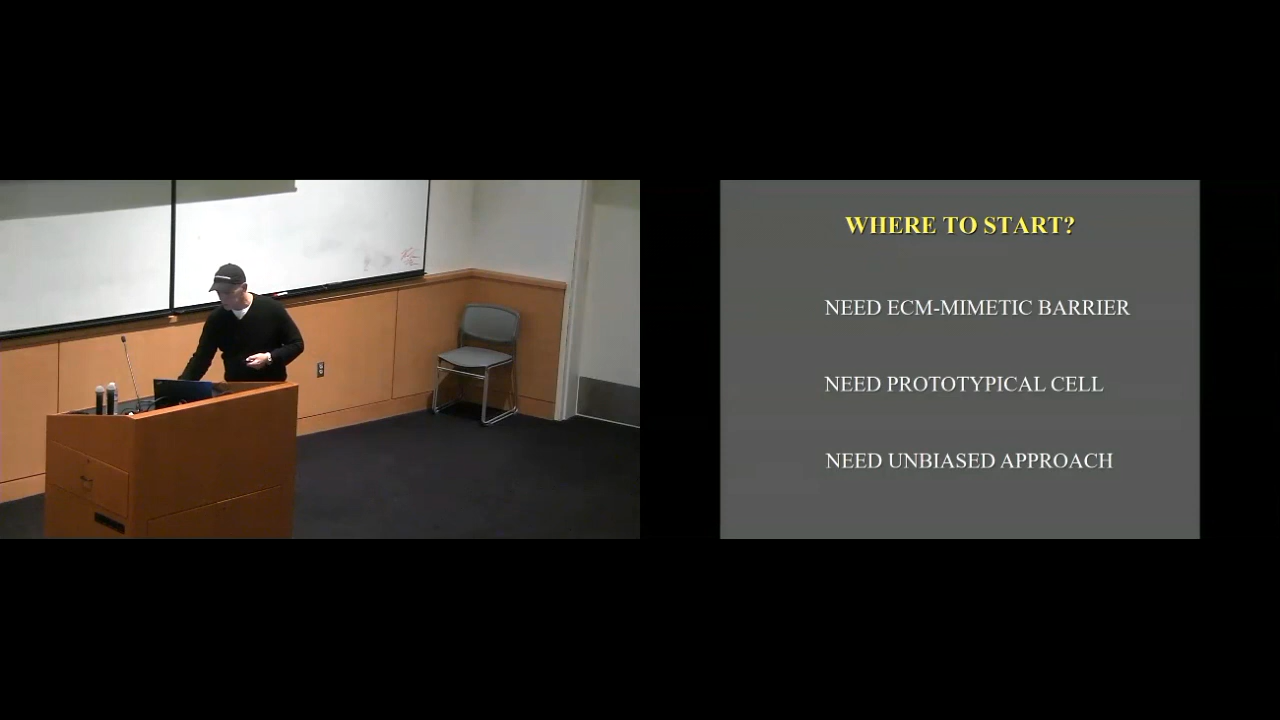 WHERE TO START?
NEED ECM-MIMETIC BARRIER
NEED PROTOTYPICAL CELL
NEED UNBIASED APPROACH